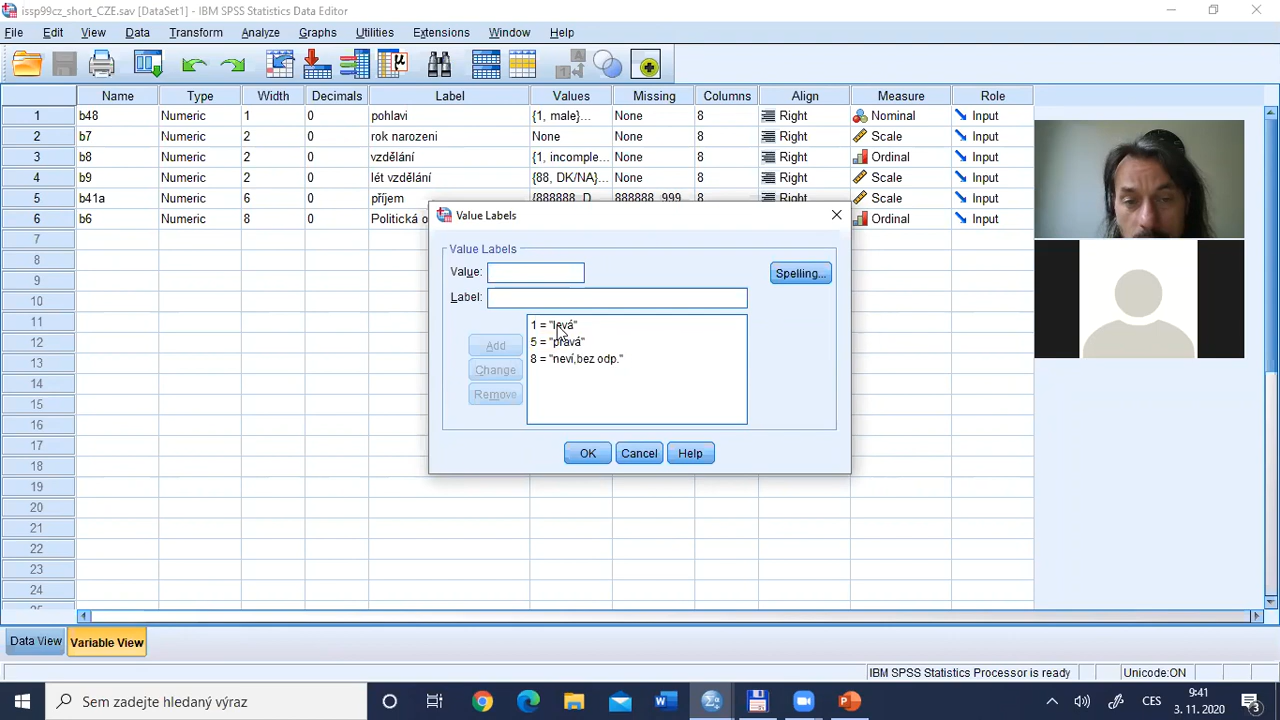 issp99cz_short_CZE.sav [DataSet1] - IBM SPSS Statistics Data Editor
File Edit View Data Transform Analyze Graphs Utilities Extensions Window Help
Name Type Width Decimals Label Values Missing Columns Align Measure Role
1 b48 Numeric 1 0 pohlavi {1, male}... None 8 Right Nominal Input
2 b7 Numeric 2 0 rok narozeni None None 8 Right Scale Input
3 b8 Numeric 2 0 vzdělání {1, incomple... None 8 Right Ordinal Input
4 b9 Numeric 2 0 lét vzdělání {88, DK/NA}... None 8 Right Scale Input
5 b41a Numeric 6 0 příjem {888888, D... 888888, 999... 8 Right Scale Input
6 b6 Numeric 8 0 Politická o Ordinal Input
7
8
9
10
11
12
13
14
15
16
17
18
19
20
21
22
23
24
Value Labels
Value Labels
Value:
Spelling...
Label:
1 = "levá"
5 = "pravá"
8 = "neví,bez odp."
Add
Change
Remove
OK Cancel Help
Data View Variable View
IBM SPSS Statistics Processor is ready Unicode:ON
Sem zadejte hledaný výraz
CES
9:41
3. 11. 2020
3